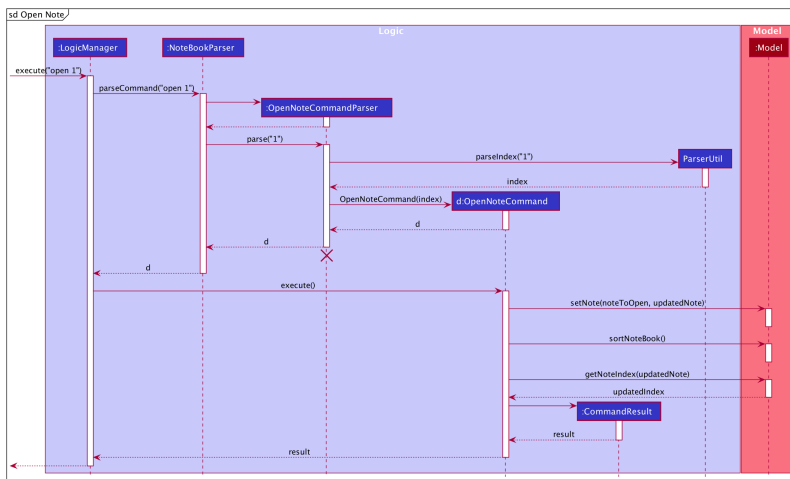 sd Open Note
Logic
Model
:LogicManager
:NoteBookParser
:Model
execute("open 1")
parseCommand("open 1")
:OpenNoteCommandParser
parse("1")
parseIndex("1")
ParserUtil
index
OpenNoteCommand(index)
d:OpenNoteCommand
d
d
d
execute()
setNote(noteToOpen, updatedNote)
sortNoteBook()
getNoteIndex(updatedNote)
updatedIndex
:CommandResult
result
result